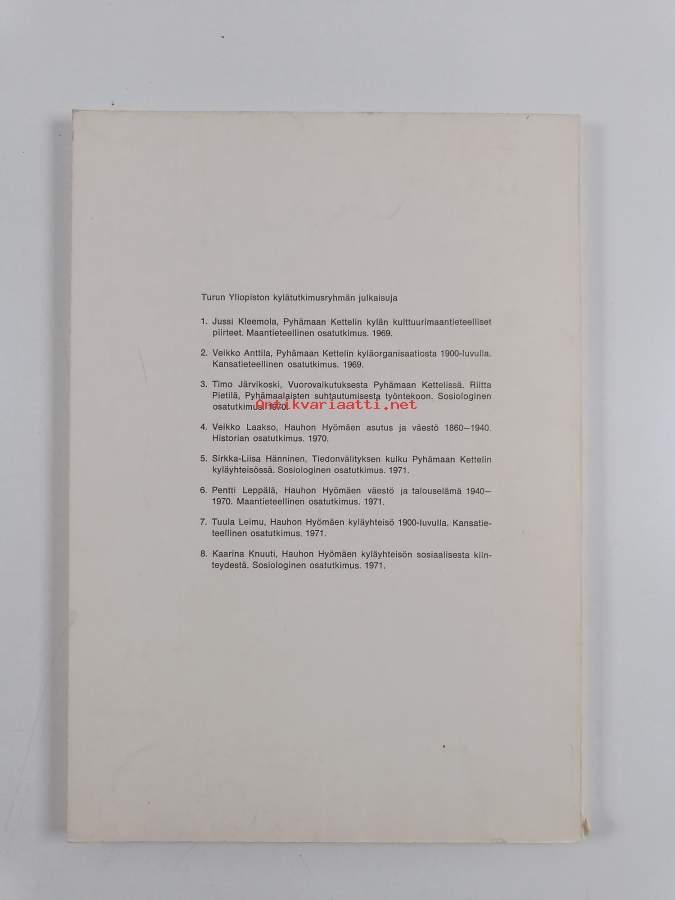 Turun Yliopiston kylätutkimusryhmän julkaisuja
1. Jussi Kleemola, Pyhämaan Kettelin kylän kulttuurimaantieteelliset
piirteet. Maantieteellinen osatutkimus. 1969.
2. Veikko Anttila, Pyhämaan Kettelin kyläorganisaatiosta 1900-luvulla.
Kansatieteellinen osatutkimus. 1969.
3. Timo Järvikoski, Vuorovaikutuksesta Pyhämaan Kettelissä. Riitta
Pietilä, Pyhämaalaisten suhtautumisesta työntekoon. Sosiologinen
osatutkimus. 1970.
Antikvariaatti.net
4. Veikko Laakso, Hauhon Hyömäen asutus ja väestö 1860—1940.
Historian osatutkimus. 1970.
5. Sirkka-Liisa Hänninen, Tiedonvälityksen kulku Pyhämaan Kettelin
kyläyhteisössä. Sosiologinen osatutkimus. 1971.
6. Pentti Leppälä, Hauhon Hyömäen väestö ja talouselämä 1940—
1970. Maantieteellinen osatutkimus. 1971.
7. Tuula Leimu, Hauhon Hyömäen kyläyhteisö 1900-luvulla. Kansatie-
teellinen osatutkimus. 1971.
8. Kaarina Knuuti, Hauhon Hyömäen kyläyhteisön sosiaalisesta kiin-
teydestä. Sosiologinen osatutkimus. 1971.